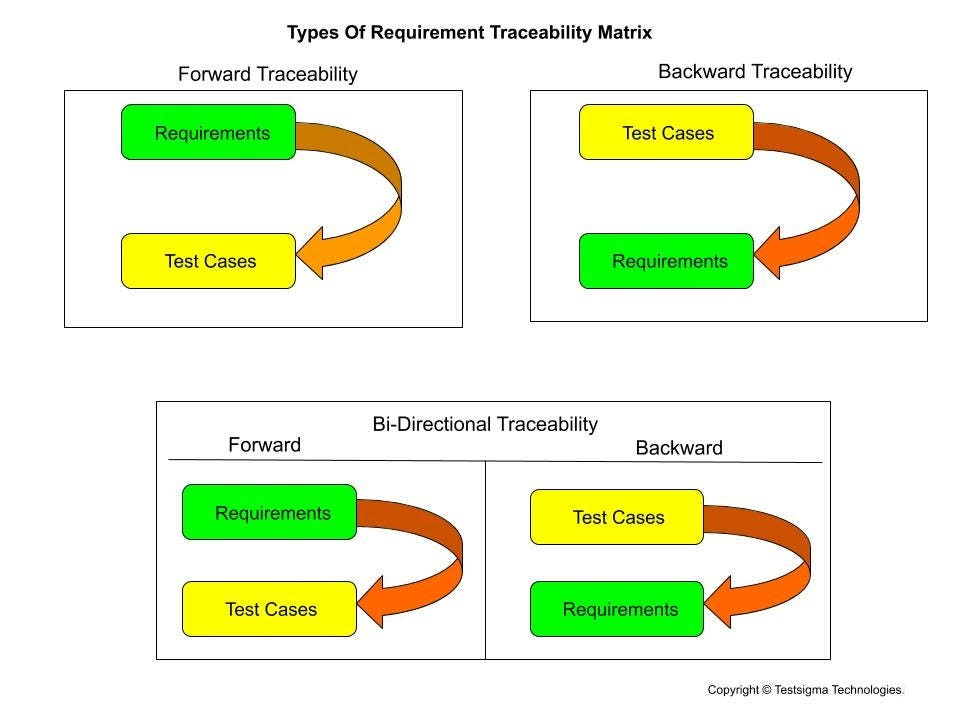 Types Of Requirement Traceability Matrix
Forward Traceability
Requirements
Test Cases
Backward Traceability
Test Cases
Requirements
Bi-Directional Traceability
Forward
Requirements
Test Cases
Backward
Test Cases
Requirements
Copyright © Testsigma Technologies.